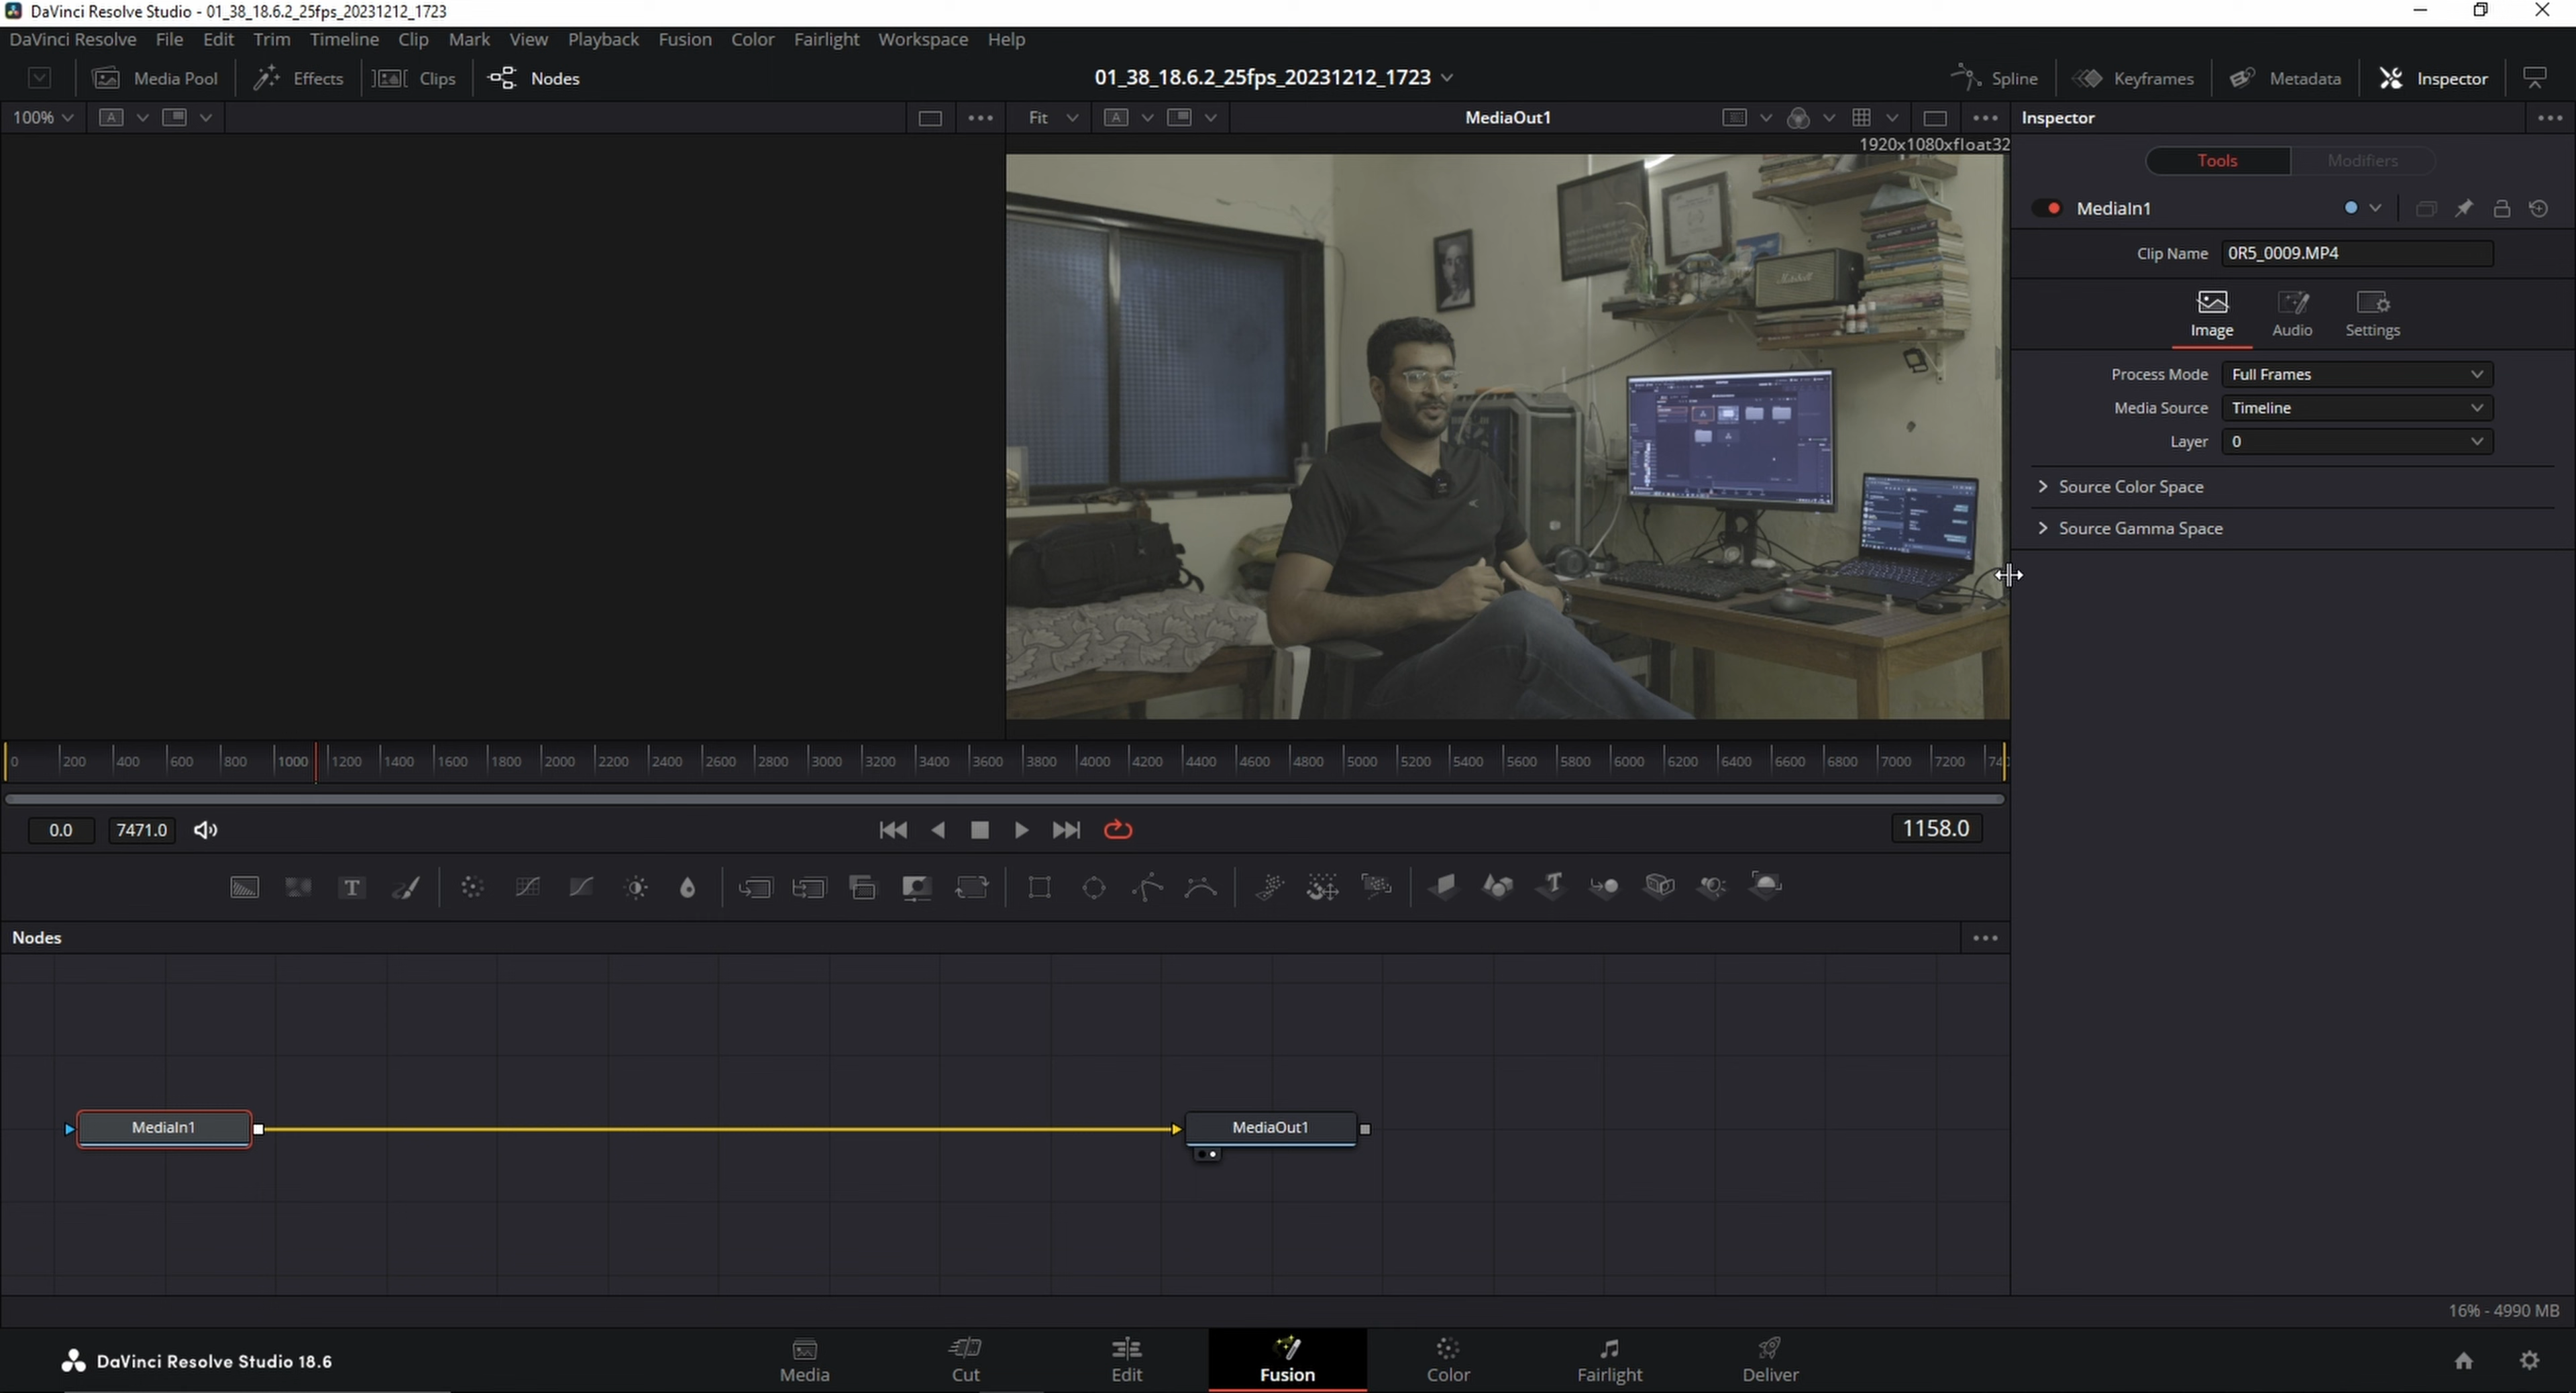 DaVinci Resolve Studio - 01_38_18.6.2_25fps_20231212_1723
DaVinci Resolve File Edit Trim Timeline Clip Mark View Playback Fusion Color Fairlight Workspace Help
Media Pool Effects Clips Nodes 01_38_18.6.2_25fps_20231212_1723 Spline Keyframes Metadata Inspector
100% A Fit A MediaOut1 Inspector
1920x1080xfloat32
Tools Modifiers
MediaIn1
Clip Name 0R5_0009.MP4
Marshall
Image Audio Settings
Process Mode Full Frames
Media Source Timeline
Layer 0
Source Color Space
Source Gamma Space
0 200 400 600 800 1000 1200 1400 1600 1800 2000 2200 2400 2600 2800 3000 3200 3400 3600 3800 4000 4200 4400 4600 4800 5000 5200 5400 5600 5800 6000 6200 6400 6600 6800 7000 7200
0.0 7471.0 1158.0
T
Nodes
MediaIn1 MediaOut1
16% - 4990 MB
DaVinci Resolve Studio 18.6 Media Cut Edit Fusion Color Fairlight Deliver